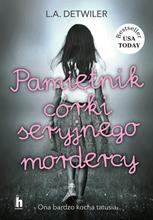 L.A. DETWILER
Bestseller
USA
TODAY
Pamiętnik
córki
seryjnego
mordercy
h
Ona bardzo kocha tatusia.